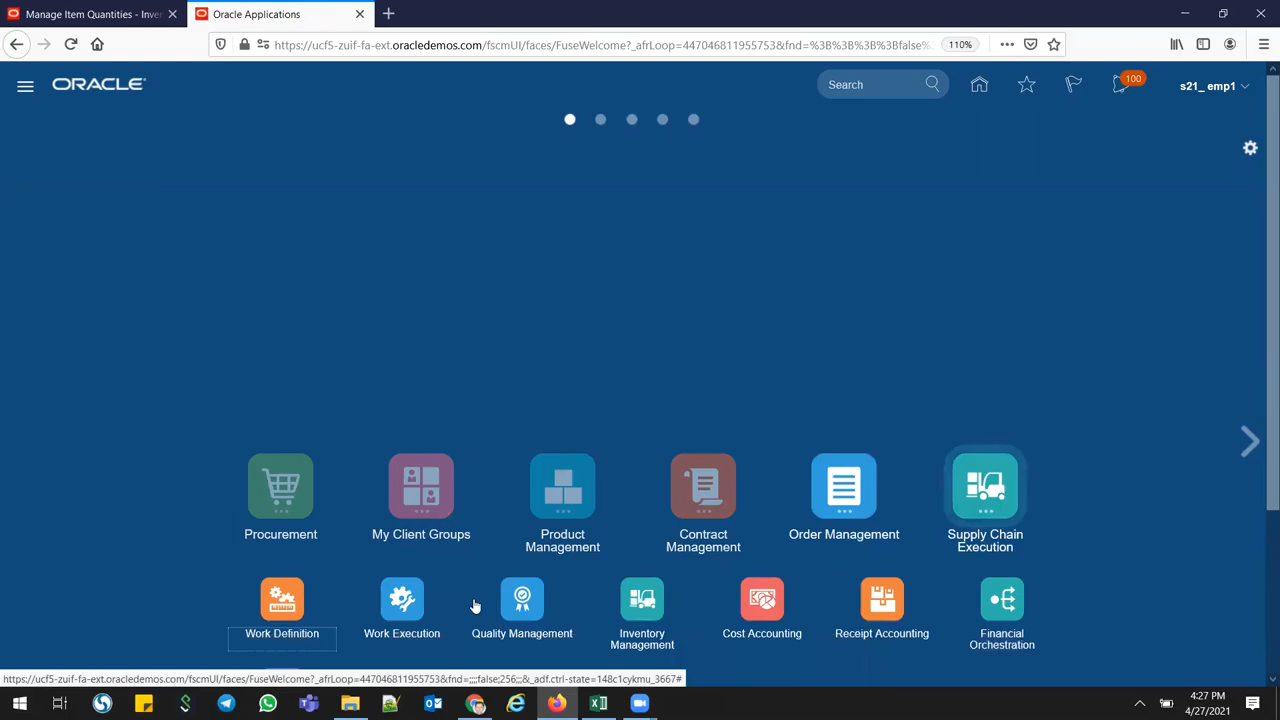 Manage Item Quantities - Inven
Oracle Applications
https://ucf5-zuif-fa-ext.oracledemos.com/fscmUI/faces/FuseWelcome?_afrLoop=447046811955753&fnd=%3B%3B%3B%3Bfalse%
110%
ORACLE
Search
100
s21_ emp1
Procurement
My Client Groups
Product
Management
Contract
Management
Order Management
Supply Chain
Execution
Work Definition
Work Execution
Quality Management
Inventory
Management
Cost Accounting
Receipt Accounting
Financial
Orchestration
https://ucf5-zuif-fa-ext.oracledemos.com/fscmUI/faces/FuseWelcome?_afrLoop=447046811955753&fnd=;;;;false;256;;;&_adf.ctrl-state=148c1cykmu_3667#
4:27 PM
4/27/2021